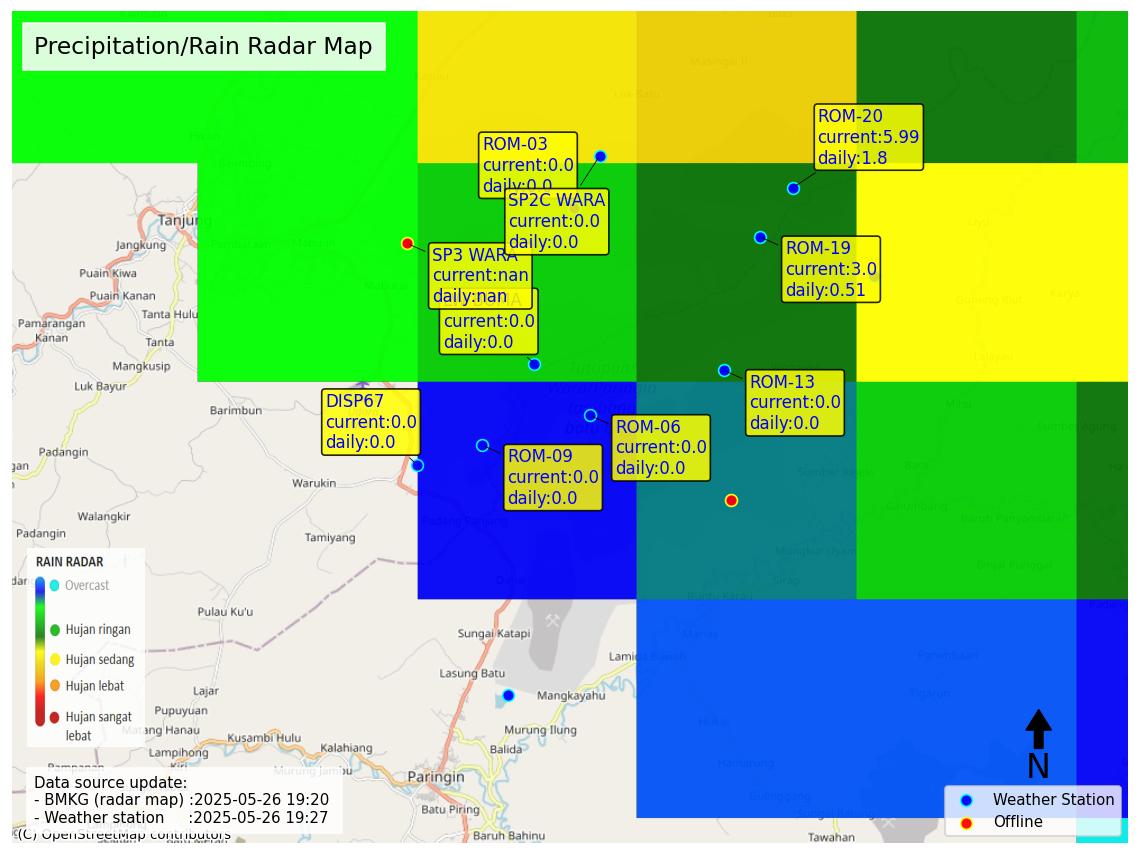 Precipitation/Rain Radar Map
ROM-20
current:5.99
daily:1.8
ROM-03
current:0.0
daily:0.0
SP2C WARA
current:0.0
daily:0.0
ROM-19
current:3.0
daily:0.51
SP3 WARA
current:nan
daily:nan
current:0.0
daily:0.0
ROM-13
current:0.0
daily:0.0
DISP67
current:0.0
daily:0.0
ROM-06
current:0.0
daily:0.0
ROM-09
current:0.0
daily:0.0
Tanjung
Jangkung
Puain Kiwa
Puain Kanan
Tanta Hulu
Pamarangan
Kanan
Tanta
Mangkusip
Luk Bayur
Barimbun
Padangin
Warukin
Walangkir
Padangin
Tamiyang
Pulau Ku'u
Sungai Katapi
Lasung Batu
Lajar
Mangkayahu
Pupuyuan
Matang Hanau
Murung Ilung
Kusambi Hulu
Lampihong
Kalahiang
Balida
Murung Jambu
Paringin
Batu Piring
Baruh Bahinu
Tawahan
RAIN RADAR
Overcast
Hujan ringan
Hujan sedang
Hujan lebat
Hujan sangat
lebat
Data source update:
- BMKG (radar map) :2025-05-26 19:20
- Weather station :2025-05-26 19:27
(C) OpenStreetMap contributors
N
Weather Station
Offline